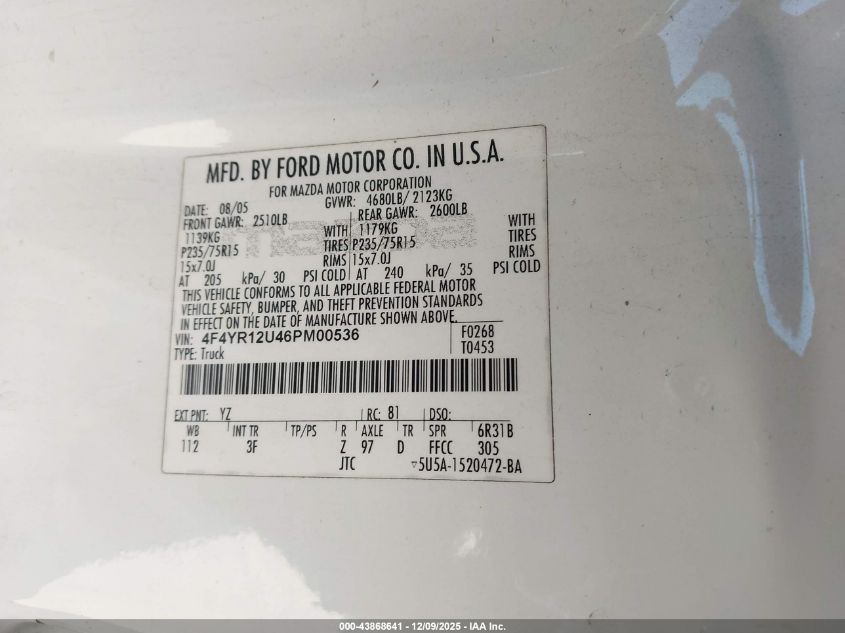 MFD. BY FORD MOTOR CO. IN U.S.A.
FOR MAZDA MOTOR CORPORATION
DATE: 08/05 GVWR: 4680LB/ 2123KG
FRONT GAWR: 2510LB REAR GAWR: 2600LB
1139KG WITH 1179KG WITH
P235/75R15 TIRES P235/75R15 TIRES
15x7.0J RIMS 15x7.0J RIMS
AT 205 kPa/ 30 PSI COLD AT 240 kPa/ 35 PSI COLD
THIS VEHICLE CONFORMS TO ALL APPLICABLE FEDERAL MOTOR
VEHICLE SAFETY, BUMPER, AND THEFT PREVENTION STANDARDS
IN EFFECT ON THE DATE OF MANUFACTURE SHOWN ABOVE.
VIN: 4F4YR12U46PM00536 F0268
TYPE: Truck T0453
EXT PNT: YZ RC: 81 DSO:
WB INT TR TP/PS R AXLE TR SPR 6R31B
112 3F Z 97 D FFCC 305
JTC ▽5U5A-1520472-BA
000-43868641 | 12/09/2025 - IAA Inc.